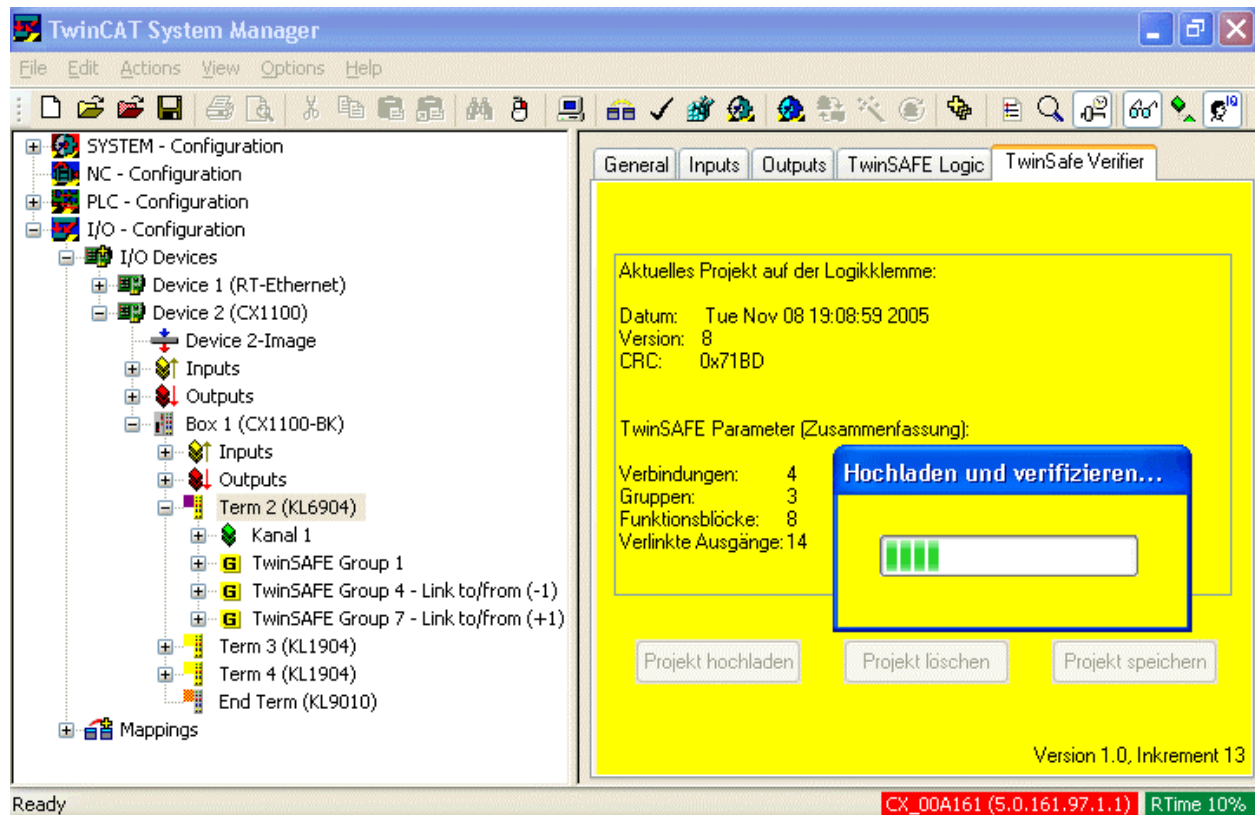 TwinCAT System Manager
File Edit Actions View Options Help
SYSTEM - Configuration
NC - Configuration
PLC - Configuration
I/O - Configuration
I/O Devices
Device 1 (RT-Ethernet)
Device 2 (CX1100)
Device 2-Image
Inputs
Outputs
Box 1 (CX1100-BK)
Inputs
Outputs
Term 2 (KL6904)
Kanal 1
G TwinSAFE Group 1
G TwinSAFE Group 4 - Link to/from (-1)
G TwinSAFE Group 7 - Link to/from (+1)
Term 3 (KL1904)
Term 4 (KL1904)
End Term (KL9010)
Mappings
General Inputs Outputs TwinSAFE Logic TwinSafe Verifier
Aktuelles Projekt auf der Logikklemme:
Datum: Tue Nov 08 19:08:59 2005
Version: 8
CRC: 0x71BD
TwinSAFE Parameter (Zusammenfassung):
Verbindungen: 4
Gruppen: 3
Funktionsblöcke: 8
Verlinkte Ausgänge: 14
Hochladen und verifizieren...
Projekt hochladen Projekt löschen Projekt speichern
Version 1.0, Inkrement 13
Ready CX_00A161 (5.0.161.97.1.1) RTime 10%